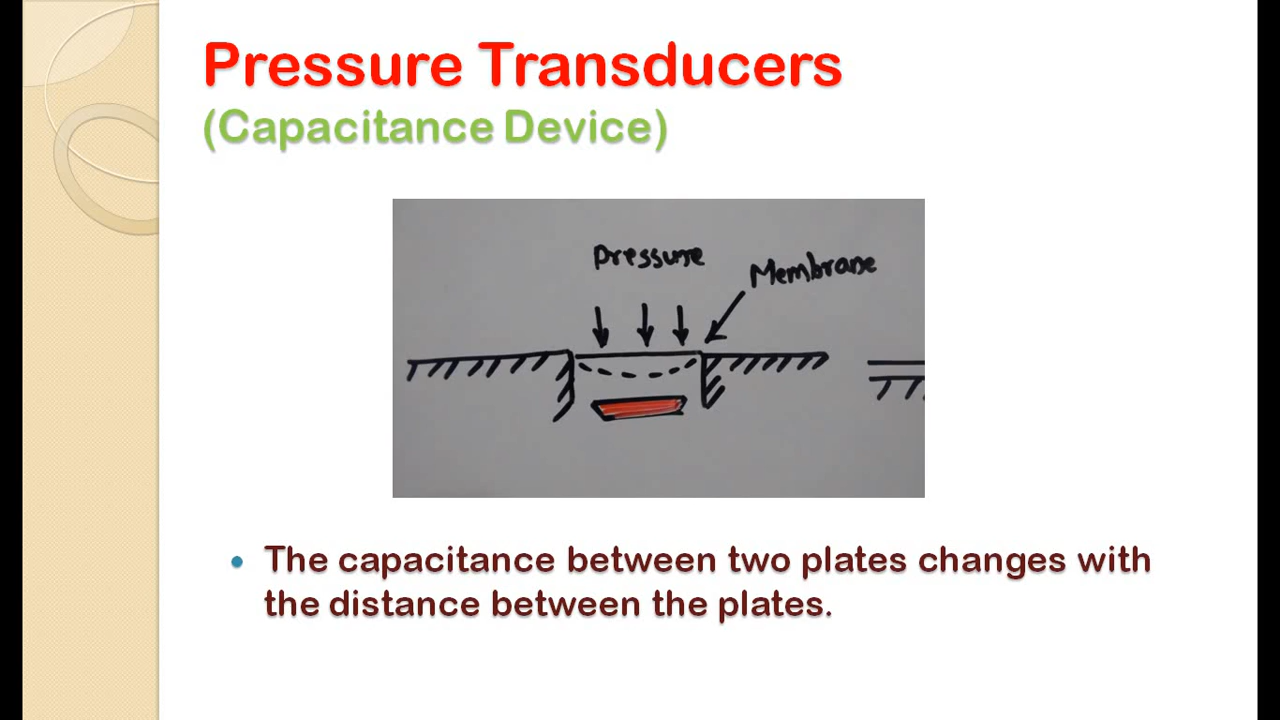 Pressure Transducers
(Capacitance Device)
Pressure
Membrane
• The capacitance between two plates changes with
the distance between the plates.